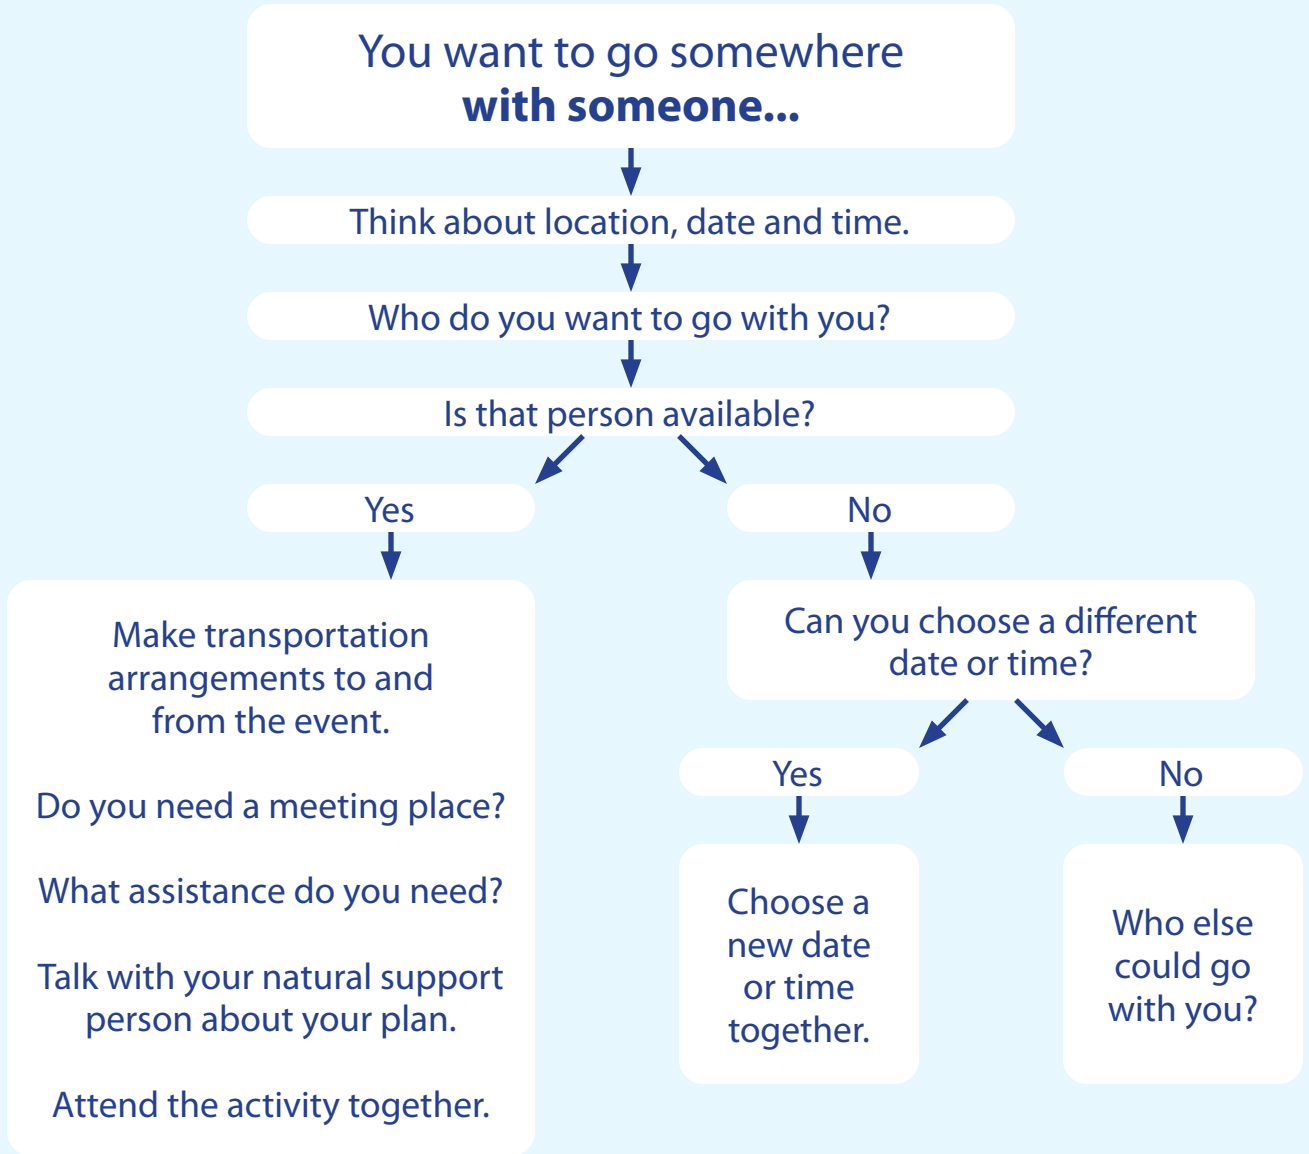 You want to go somewhere
with someone...
Think about location, date and time.
Who do you want to go with you?
Is that person available?
Yes
No
Make transportation
arrangements to and
from the event.
Do you need a meeting place?
What assistance do you need?
Talk with your natural support
person about your plan.
Attend the activity together.
Can you choose a different
date or time?
Yes
No
Choose a
new date
or time
together.
Who else
could go
with you?